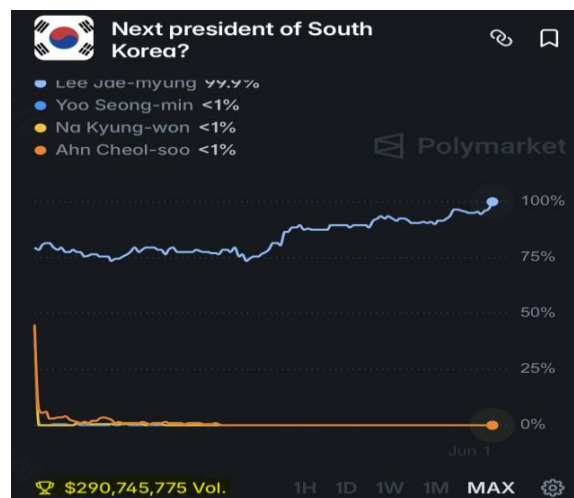 Next president of South
Korea?
Lee Jae-myung 99.9%
Yoo Seong-min <1%
Na Kyung-won <1%
Ahn Cheol-soo <1%
Polymarket
100%
75%
50%
25%
0%
Jun 1
$290,745,775 Vol.
1H 1D 1W 1M MAX